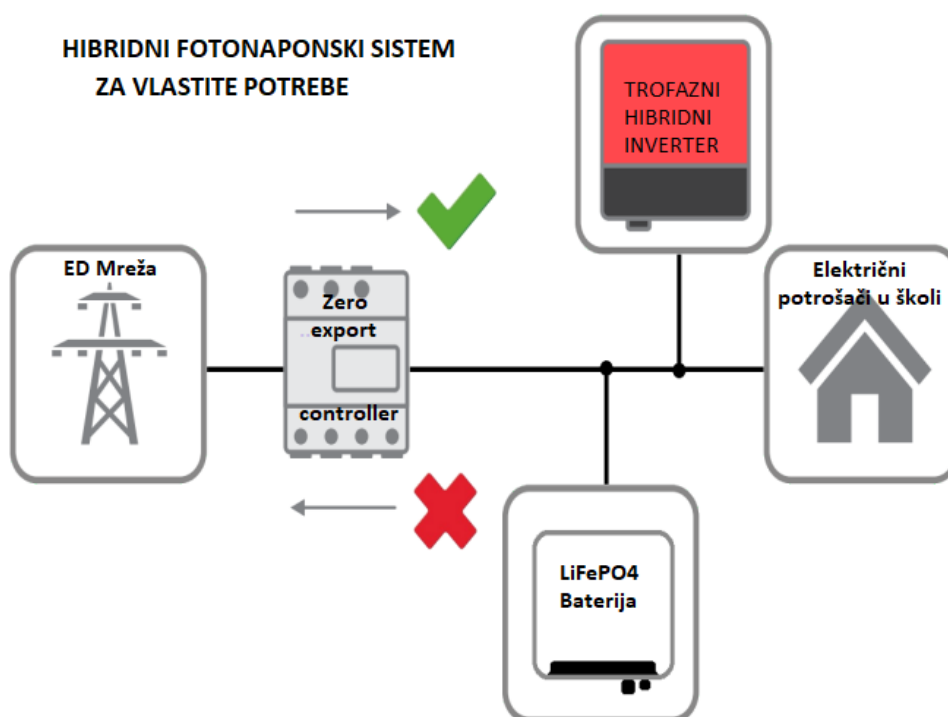 HIBRIDNI FOTONAPONSKI SISTEM
ZA VLASTITE POTREBE
TROFAZNI
HIBRIDNI
INVERTER
ED Mreža
Zero
export
controller
Električni
potrošači u školi
LiFePO4
Baterija